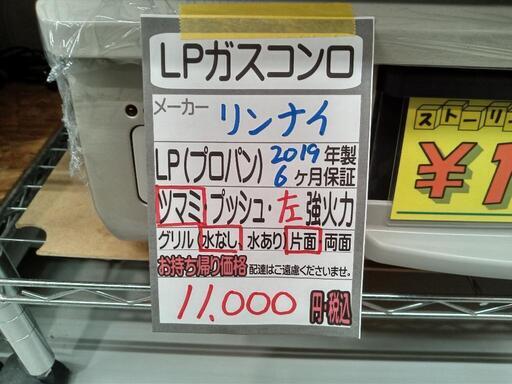 LPガスコンロ
メーカー リンナイ
LP(プロパン) 2019年製
6ヶ月保証
ツマミ・プッシュ・左強火力
グリル 水なし、水あり 片面・両面
お持ち帰り価格 配達はご遠慮くださいませ。
11,000 円・税込
ストーリン
¥1